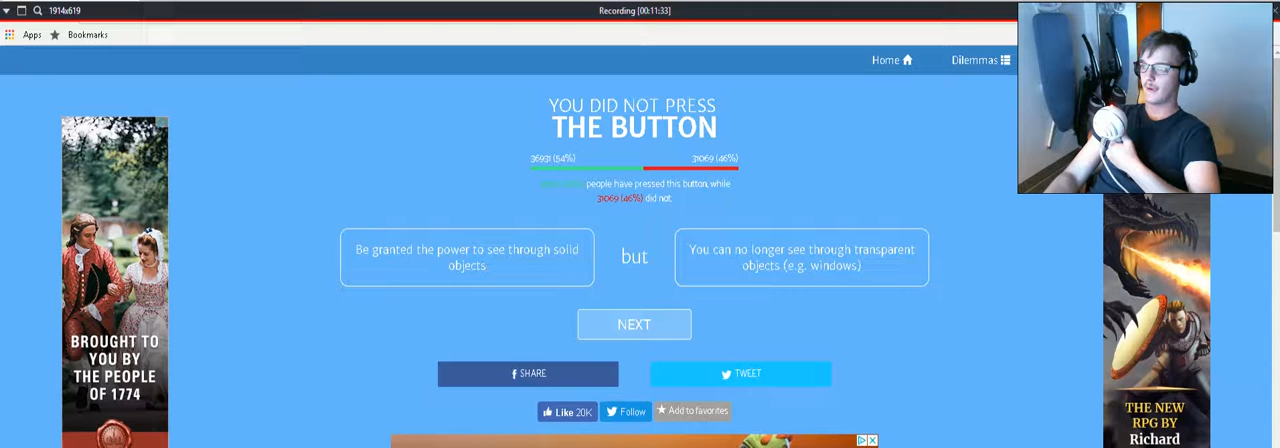 1914x619
Recording [00:11:33]
Apps
Bookmarks
Home
Dilemmas
YOU DID NOT PRESS
THE BUTTON
36931 (54%)
31069 (46%)
people have pressed this button, while
31069 (46%) did not.
Be granted the power to see through solid
objects
but
You can no longer see through transparent
objects (e.g. windows)
NEXT
f SHARE
TWEET
Like 20K
Follow
Add to favorites
BROUGHT TO
YOU BY
THE PEOPLE
OF 1774
THE NEW
RPG BY
Richard